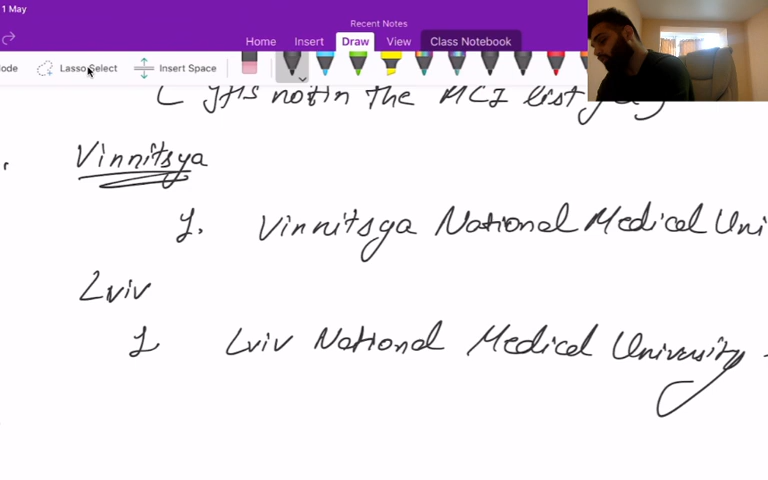 1 May
Recent Notes
Home Insert Draw View Class Notebook
ode Lasso Select Insert Space
not in the MCI list
Vinnitsya
1. Vinnitsya National Medical Uni
Lviv
1 Lviv National Medical University